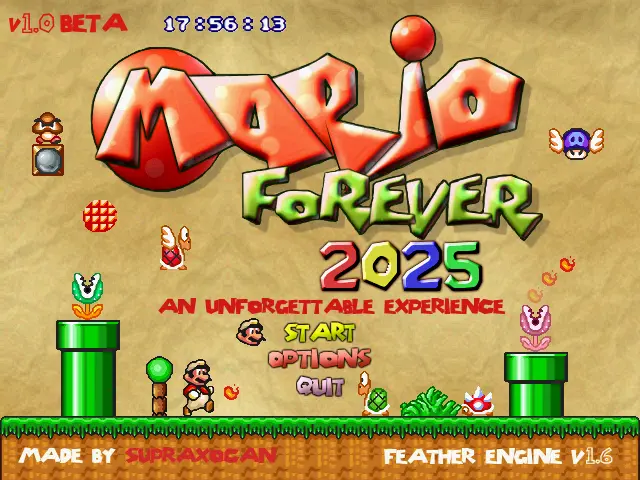 v1.0 BETA 17:56:13
MARIO
FOREVER
2025
AN UNFORGETTABLE EXPERIENCE
START
OPTIONS
QUIT
MADE BY SUPRAXOGAN FEATHER ENGINE V1.6